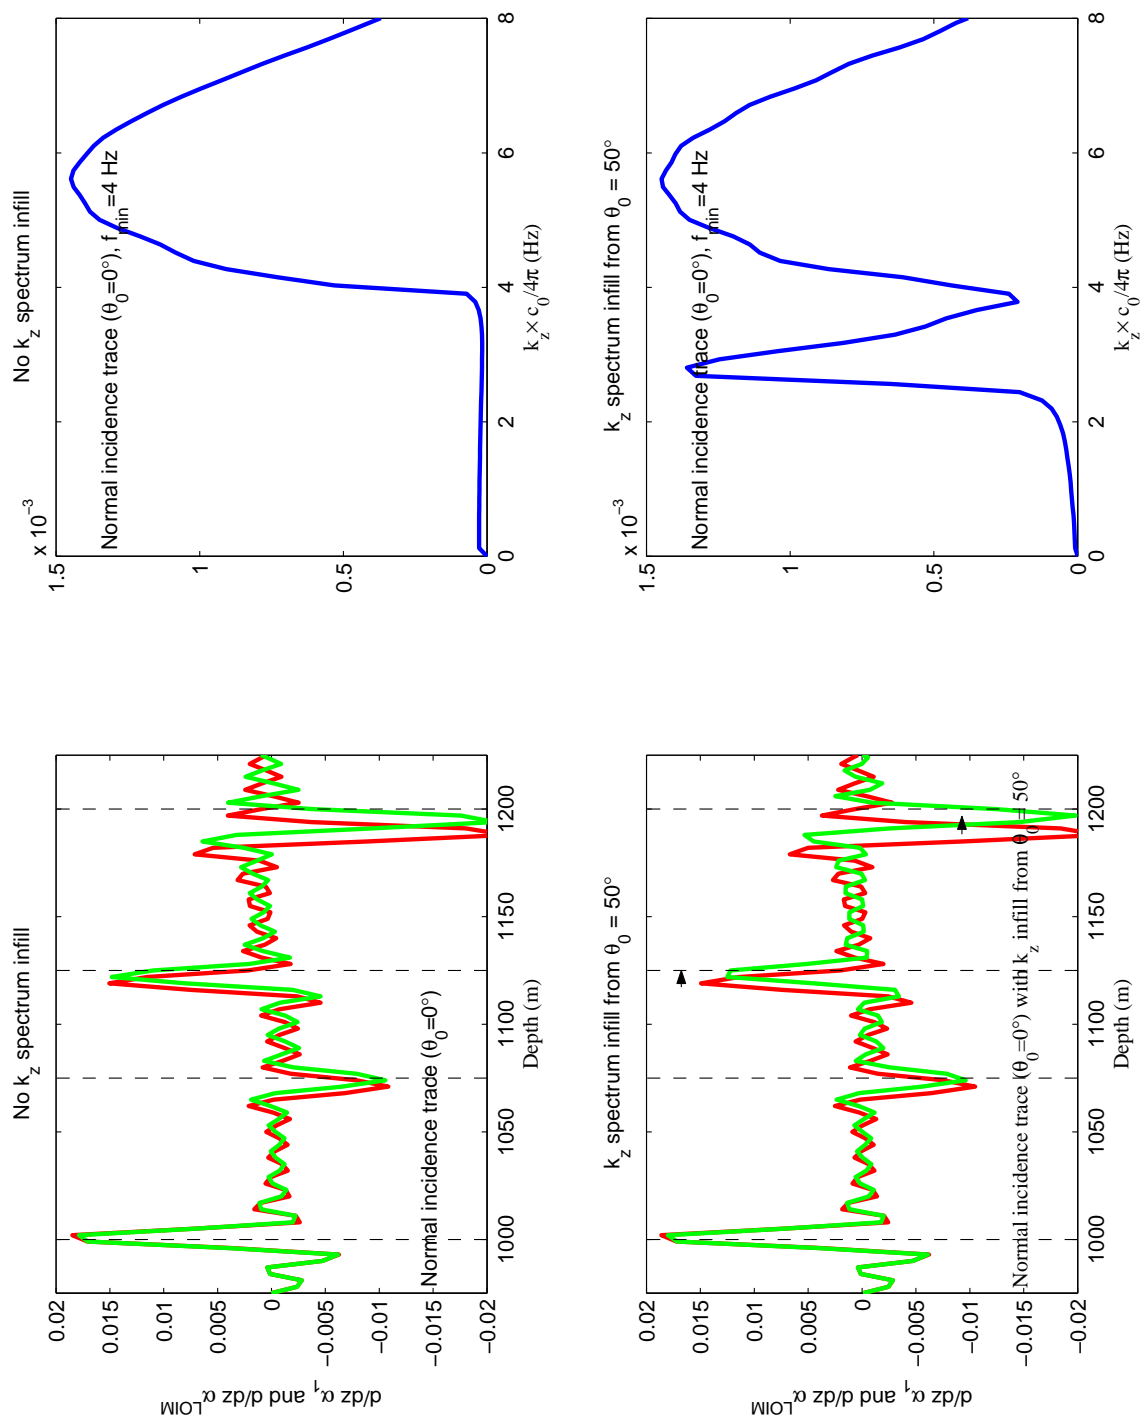 No k_z spectrum infill
x 10^−3
1.5
1
0.5
0
0
2
4
6
8
Normal incidence trace (θ_0=0°), f_min=4 Hz
k_z × c_0/4π (Hz)
k_z spectrum infill from θ_0 = 50°
x 10^−3
1.5
1
0.5
0
0
2
4
6
8
Normal incidence trace (θ_0=0°), f_min=4 Hz
k_z × c_0/4π (Hz)
No k_z spectrum infill
0.02
0.015
0.01
0.005
0
−0.005
−0.01
−0.015
−0.02
1000
1050
1100
1150
1200
Normal incidence trade (θ_0=0°)
Depth (m)
d/dz α_1 and d/dz α^LOIM
k_z spectrum infill from θ_0 = 50°
0.02
0.015
0.01
0.005
0
−0.005
−0.01
−0.015
−0.02
1000
1050
1100
1150
1200
Normal incidence trace (θ_0=0°) with k_z infill from θ_0 = 50°
Depth (m)
d/dz α_1 and d/dz α^LOIM